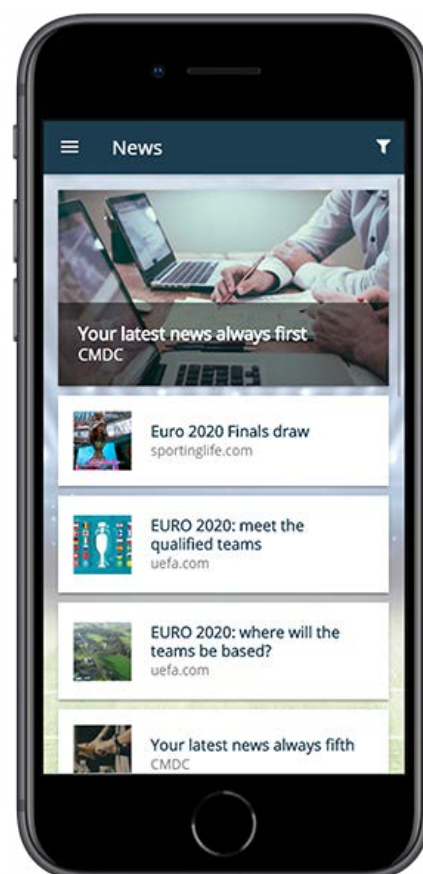 News
Your latest news always first
CMDC
Euro 2020 Finals draw
sportinglife.com
EURO 2020: meet the
qualified teams
uefa.com
EURO 2020: where will the
teams be based?
uefa.com
Your latest news always fifth
CMDC